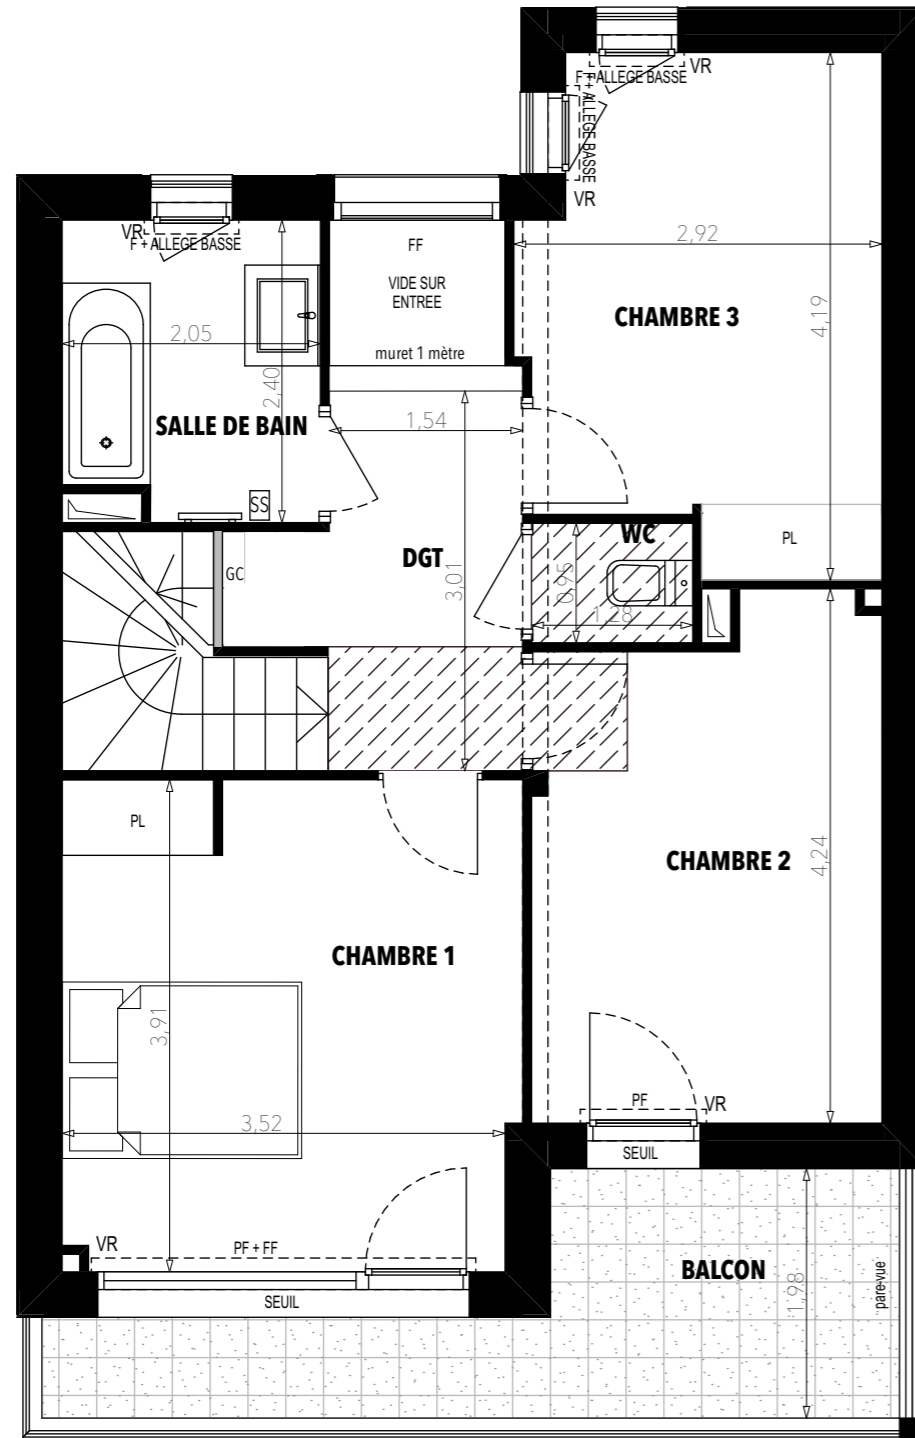 VR
F + ALLEGE BASSE
F + ALLEGE BASSE
VR
VR
F + ALLEGE BASSE
FF
VIDE SUR
ENTREE
muret 1 mètre
2,92
CHAMBRE 3
4,19
2,05
2,40
SALLE DE BAIN
1,54
SS
DGT
3,01
GC
WC
0,95
1,28
PL
PL
CHAMBRE 2
4,24
CHAMBRE 1
3,91
3,52
PF
VR
SEUIL
VR
PF + FF
SEUIL
BALCON
1,98
pare-vue